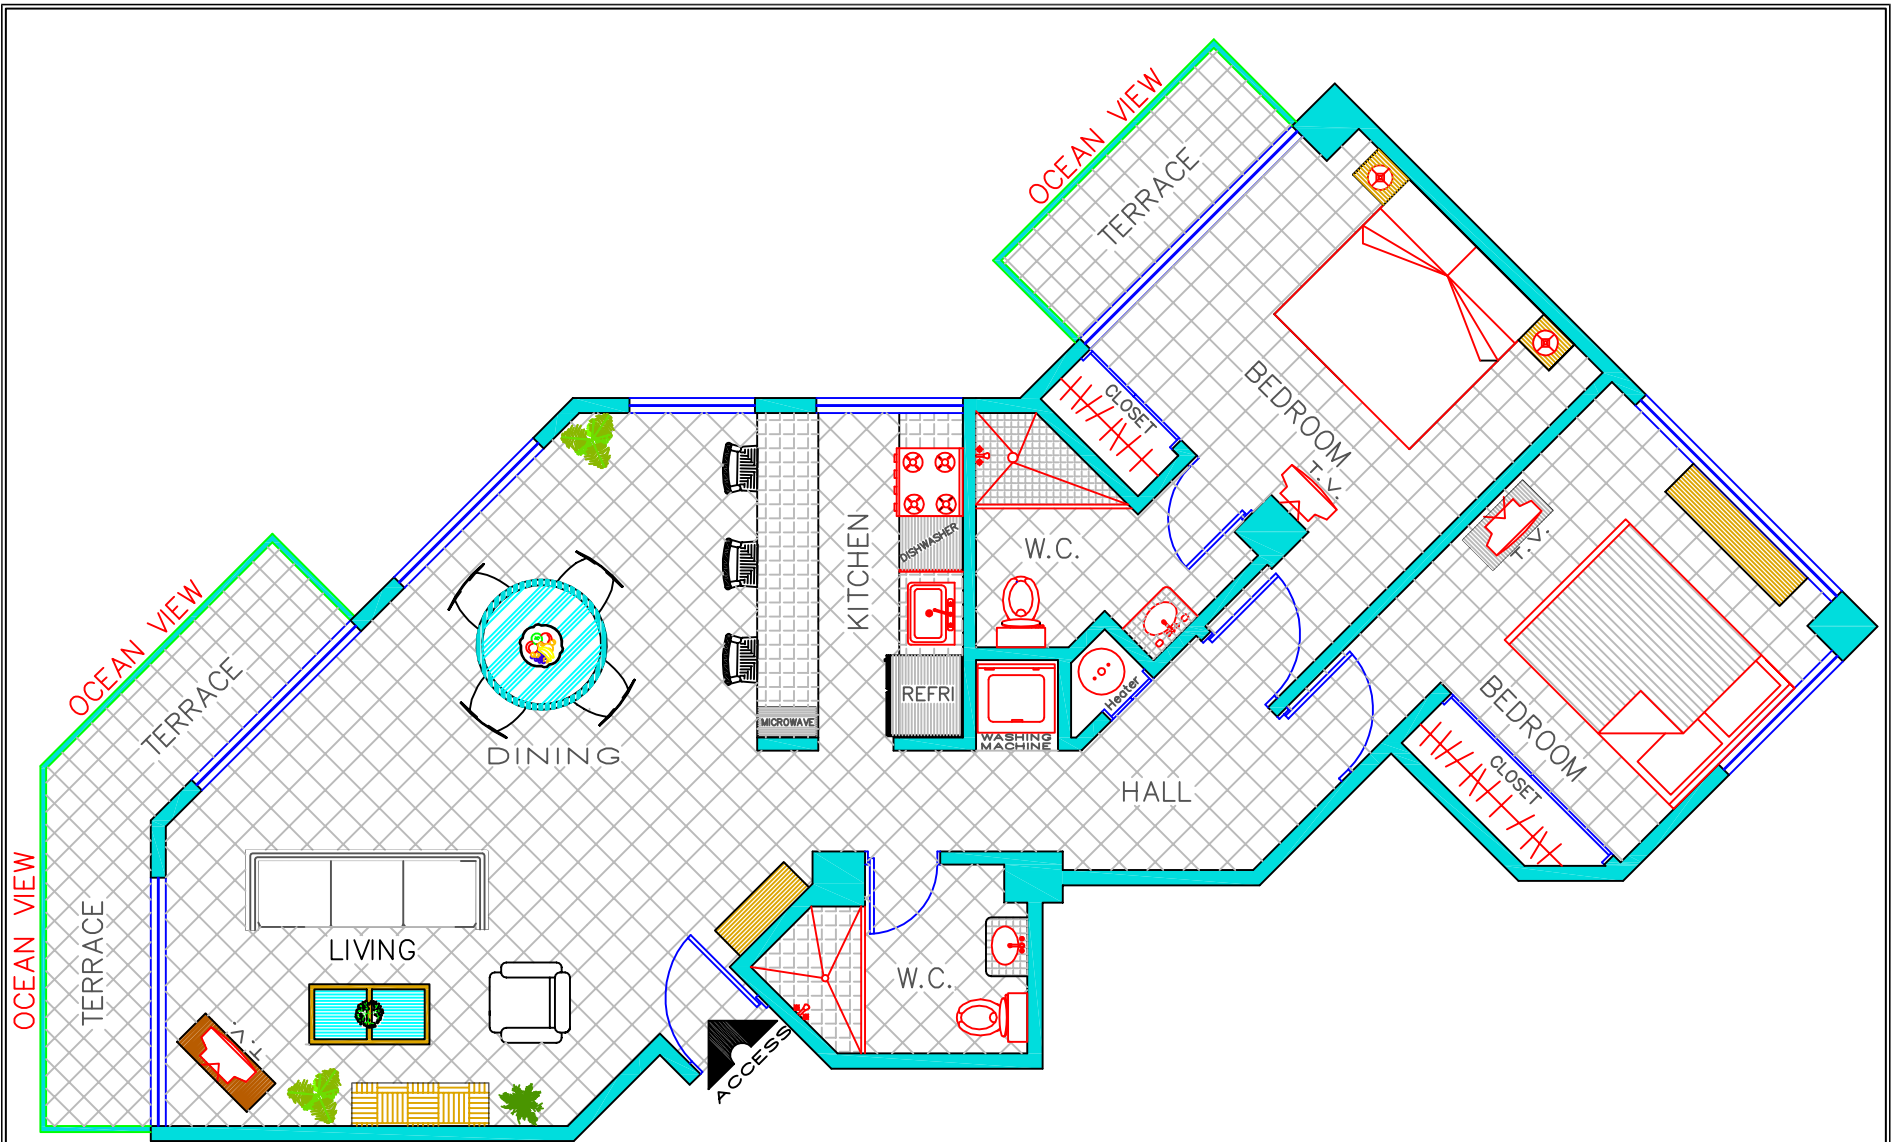 OCEAN VIEW
TERRACE
CLOSET
BEDROOM
T.V.
KITCHEN
DISHWASHER
W.C.
T.V.
OCEAN VIEW
TERRACE
REFRI
Heater
MICROWAVE
WASHING
MACHINE
DINING
BEDROOM
CLOSET
HALL
OCEAN VIEW
TERRACE
LIVING
W.C.
T.V.
ACCESS